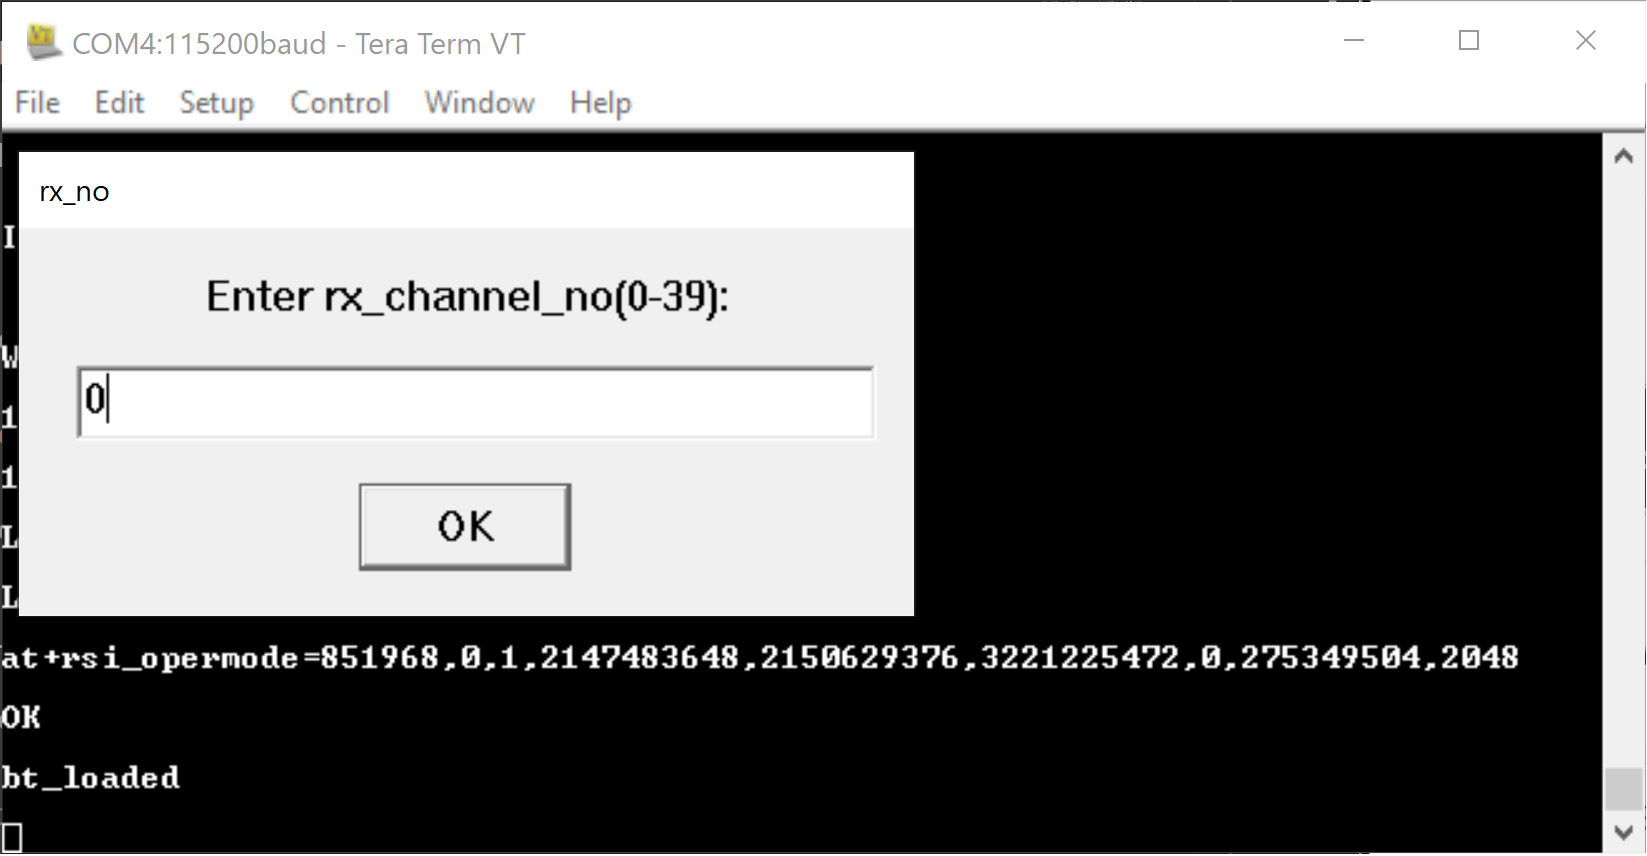 COM4:115200baud - Tera Term VT
File Edit Setup Control Window Help
rx_no
I
Enter rx_channel_no(0-39):
W
0
1
1
OK
L
L
at+rsi_opermode=851968,0,1,2147483648,2150629376,3221225472,0,275349504,2048
OK
bt_loaded